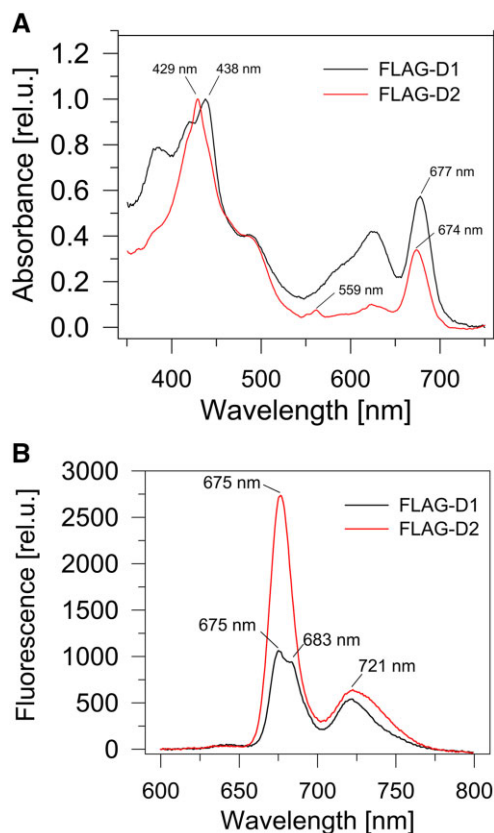 A
1.2
1.0
0.8
0.6
0.4
0.2
0.0
Absorbance [rel.u.]
429 nm
438 nm
FLAG-D1
FLAG-D2
677 nm
674 nm
559 nm
400
500
600
700
Wavelength [nm]
B
3000
2500
2000
1500
1000
500
0
Fluorescence [rel.u.]
675 nm
FLAG-D1
FLAG-D2
675 nm
683 nm
721 nm
600
650
700
750
800
Wavelength [nm]